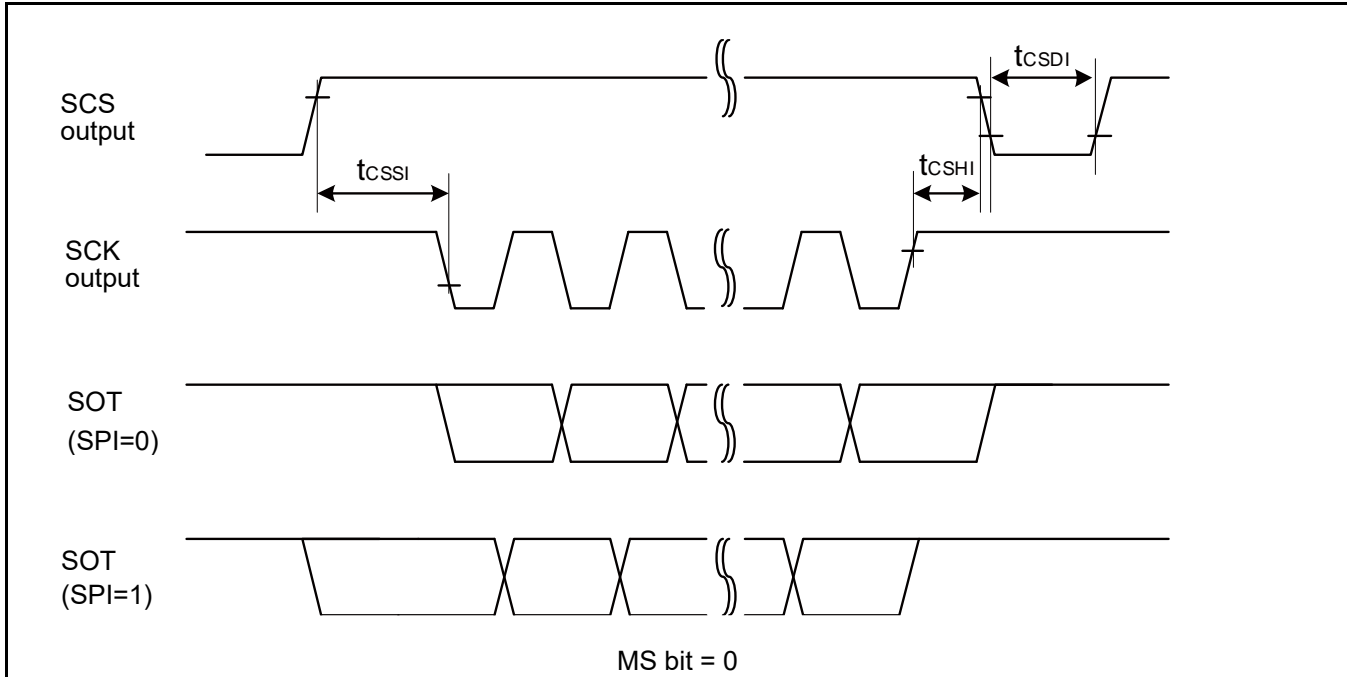 SCS
output
tCSDI
tCSSI
tCSHI
SCK
output
SOT
(SPI=0)
SOT
(SPI=1)
MS bit = 0